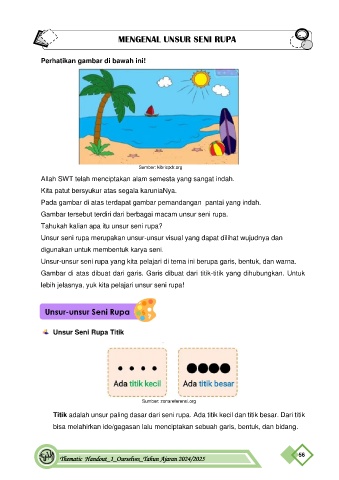 MENGENAL UNSUR SENI RUPA
Perhatikan gambar di bawah ini!
Allah SWT telah menciptakan alam semesta yang sangat indah.
Kita patut bersyukur atas segala karuniaNya.
Pada gambar di atas terdapat gambar pemandangan pantai yang indah.
Gambar tersebut terdiri dari berbagai macam unsur seni rupa.
Tahukah kalian apa itu unsur seni rupa?
Unsur seni rupa merupakan unsur-unsur visual yang dapat dilihat wujudnya dan
digunakan untuk membentuk karya seni.
Unsur-unsur seni rupa yang kita pelajari di tema ini berupa garis, bentuk, dan warna.
Gambar di atas dibuat dari garis. Garis dibuat dari titik-titik yang dihubungkan. Untuk
lebih jelasnya, yuk kita pelajari unsur seni rupa!
Unsur-unsur Seni Rupa
Unsur Seni Rupa Titik
Ada titik kecil Ada titik besar
Titik adalah unsur paling dasar dari seni rupa. Ada titik kecil dan titik besar. Dari titik
bisa melahirkan ide/gagasan lalu menciptakan sebuah garis, bentuk, dan bidang.
Thematic Handout_1_Ourselves_Tahun Ajaran 2024/2025
56